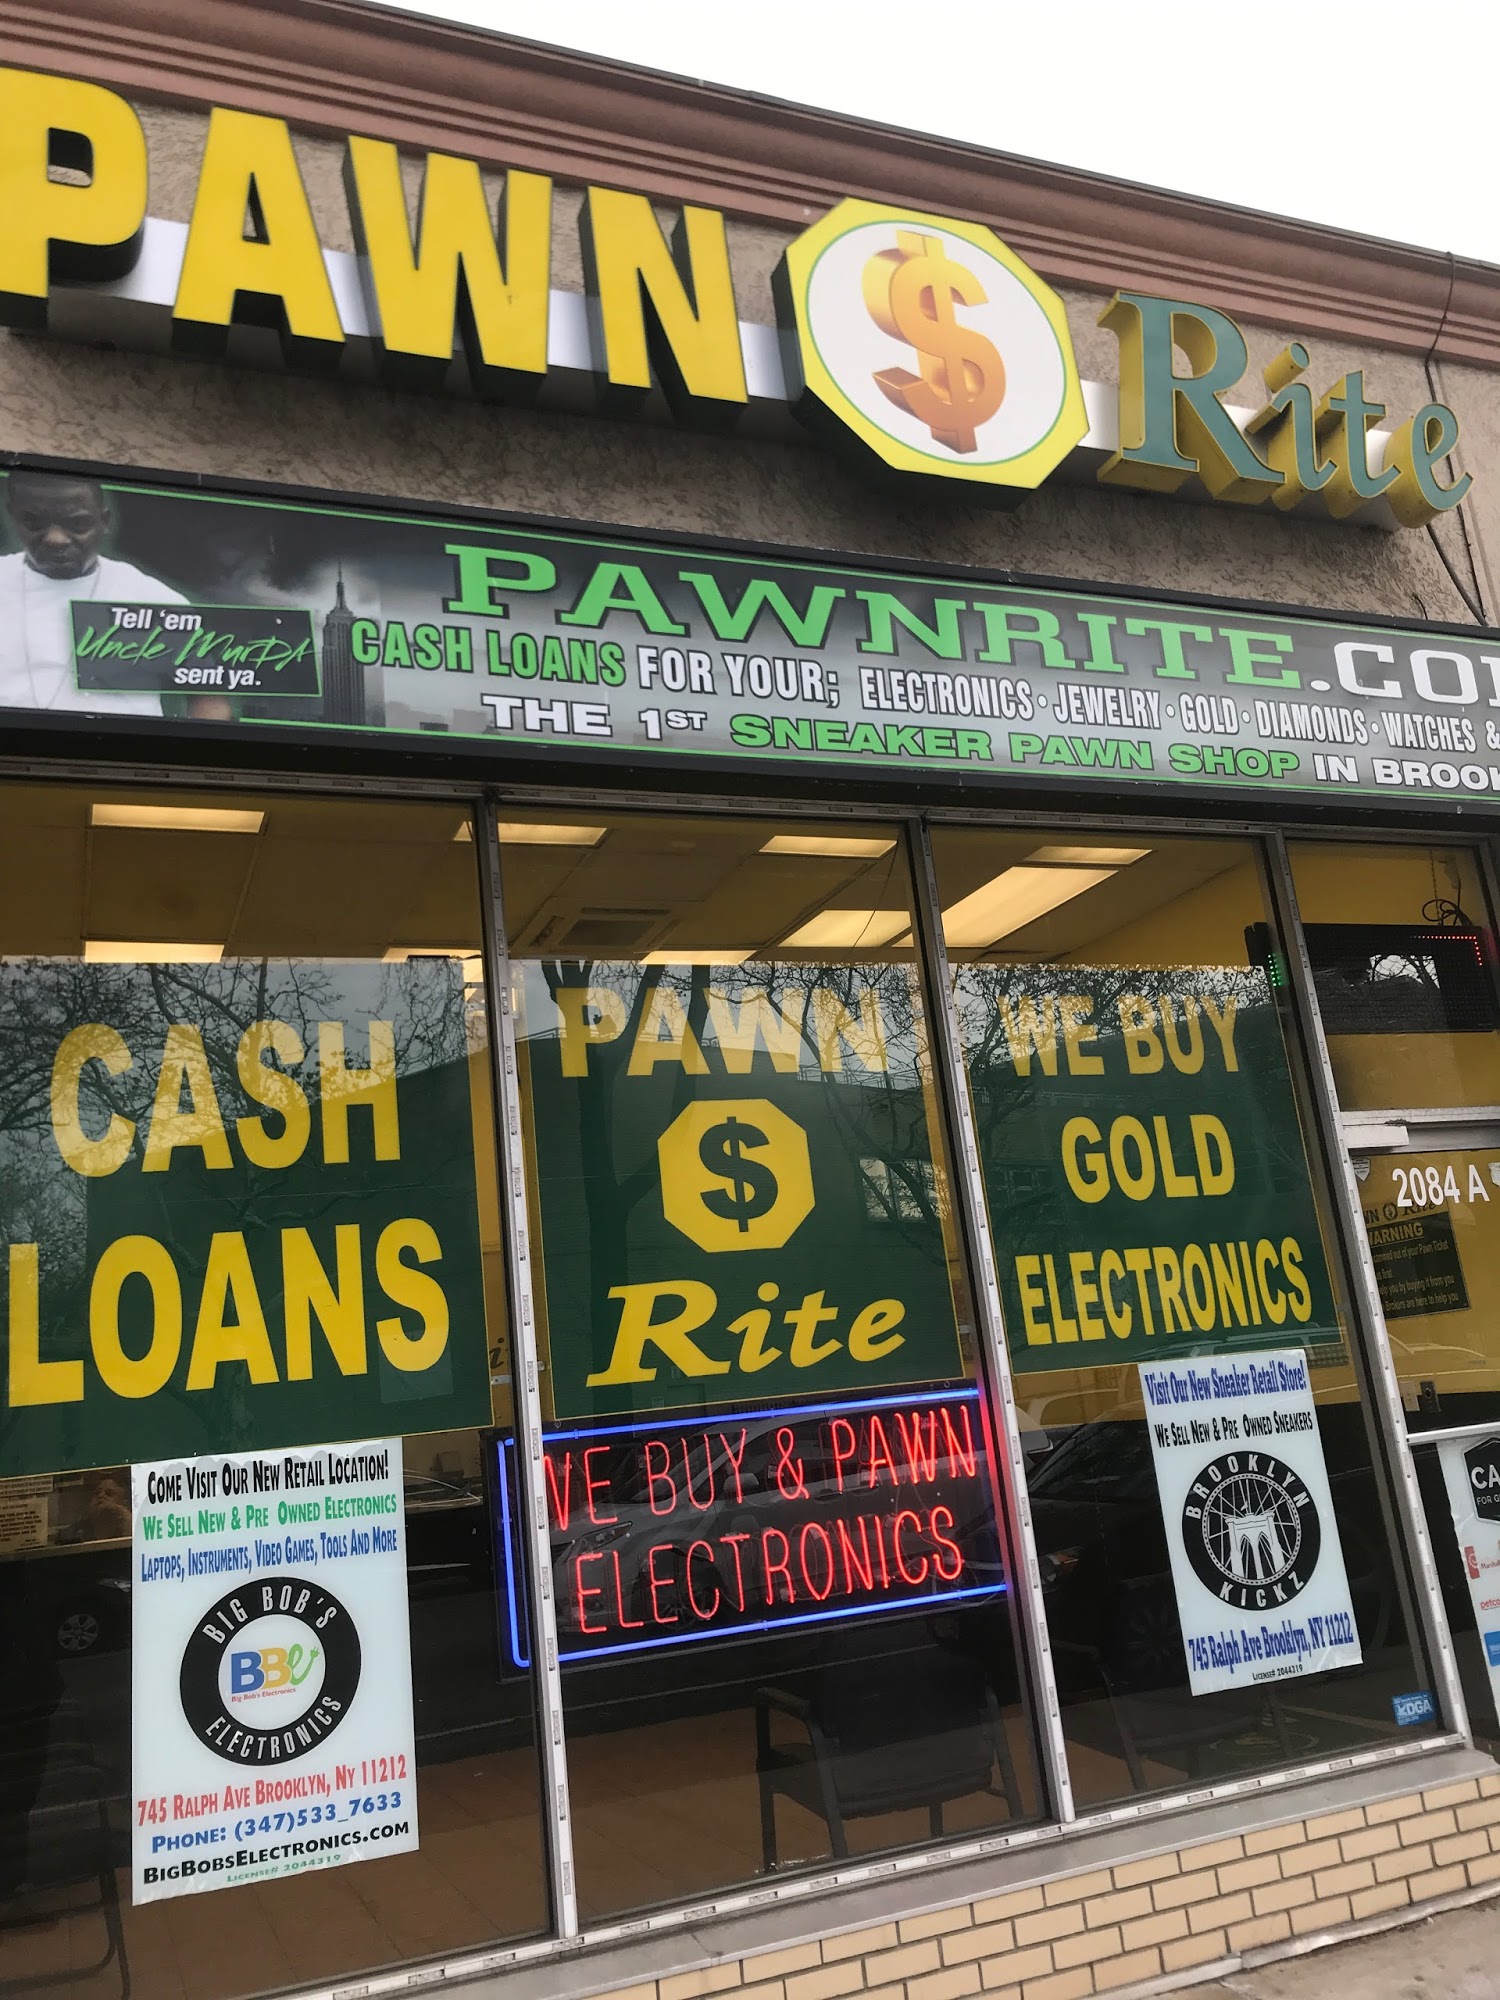 PAWN $ Rite
PAWNRITE.CO
Tell 'em
Uncle MurDA
sent ya.
CASH LOANS FOR YOUR; ELECTRONICS • JEWELRY • GOLD • DIAMONDS • WATCHES &
THE 1ST SNEAKER PAWN SHOP IN BROOK
CASH
LOANS
PAWN
$
Rite
WE BUY
GOLD
ELECTRONICS
2084 A
WARNING
WE BUY & PAWN
ELECTRONICS
COME VISIT OUR NEW RETAIL LOCATION!
WE SELL NEW & PRE OWNED ELECTRONICS
LAPTOPS, INSTRUMENTS, VIDEO GAMES, TOOLS AND MORE
BIG BOB'S
BBe
Big Bob's Electronics
ELECTRONICS
745 RALPH AVE BROOKLYN, NY 11212
PHONE: (347)533_7633
BIGBOBSELECTRONICS.COM
LICENSE# 2044319
Visit Our New Sneaker Retail Store!
WE SELL NEW & PRE OWNED SNEAKERS
BROOKLYN
KICKZ
745 Ralph Ave Brooklyn, NY 11212
LICENSE# 2044319
KDGA
CA
FOR G
petco